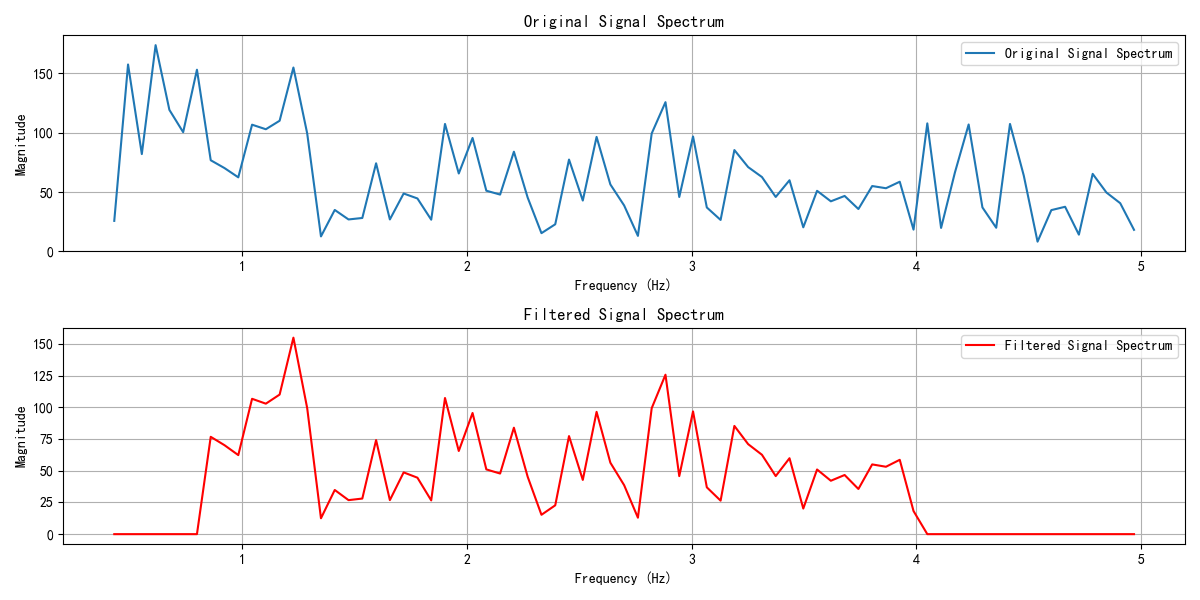 Original Signal Spectrum
Original Signal Spectrum
Magnitude
150
100
50
0
1 2 3 4 5
Frequency (Hz)
Filtered Signal Spectrum
Filtered Signal Spectrum
Magnitude
150
125
100
75
50
25
0
1 2 3 4 5
Frequency (Hz)